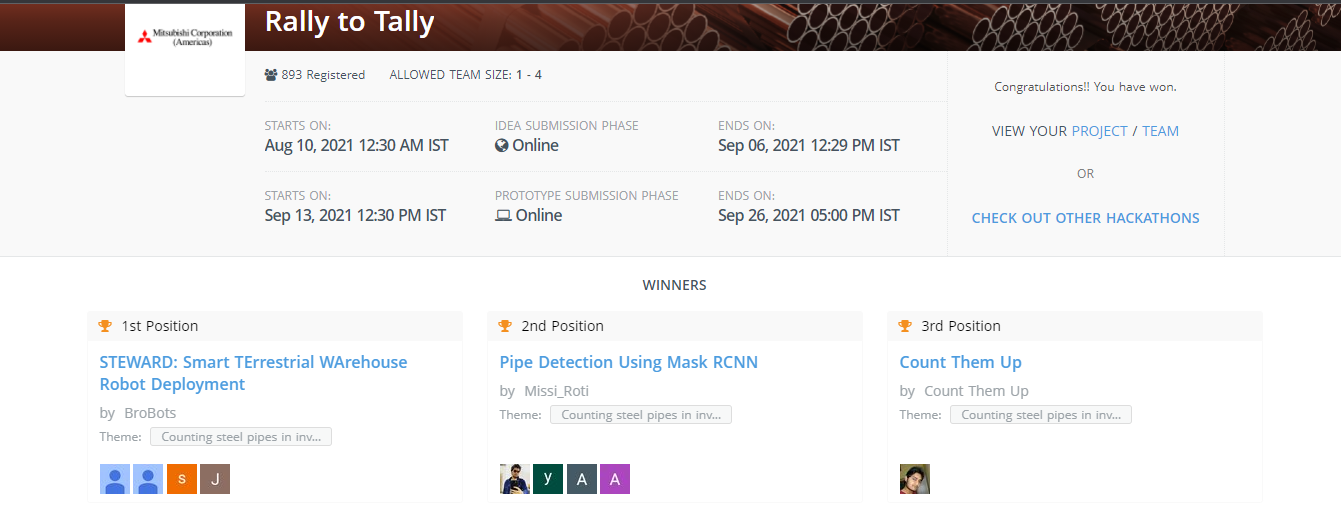 Rally to Tally
Mitsubishi Corporation
(Americas)
893 Registered
ALLOWED TEAM SIZE: 1 - 4
STARTS ON:
Aug 10, 2021 12:30 AM IST
IDEA SUBMISSION PHASE
Online
ENDS ON:
Sep 06, 2021 12:29 PM IST
STARTS ON:
Sep 13, 2021 12:30 PM IST
PROTOTYPE SUBMISSION PHASE
Online
ENDS ON:
Sep 26, 2021 05:00 PM IST
Congratulations!! You have won.
VIEW YOUR PROJECT / TEAM
OR
CHECK OUT OTHER HACKATHONS
WINNERS
1st Position
STEWARD: Smart TErrestrial WArehouse
Robot Deployment
by BroBots
Theme: Counting steel pipes in inv...
s J
2nd Position
Pipe Detection Using Mask RCNN
by Missi_Roti
Theme: Counting steel pipes in inv...
y A A
3rd Position
Count Them Up
by Count Them Up
Theme: Counting steel pipes in inv...